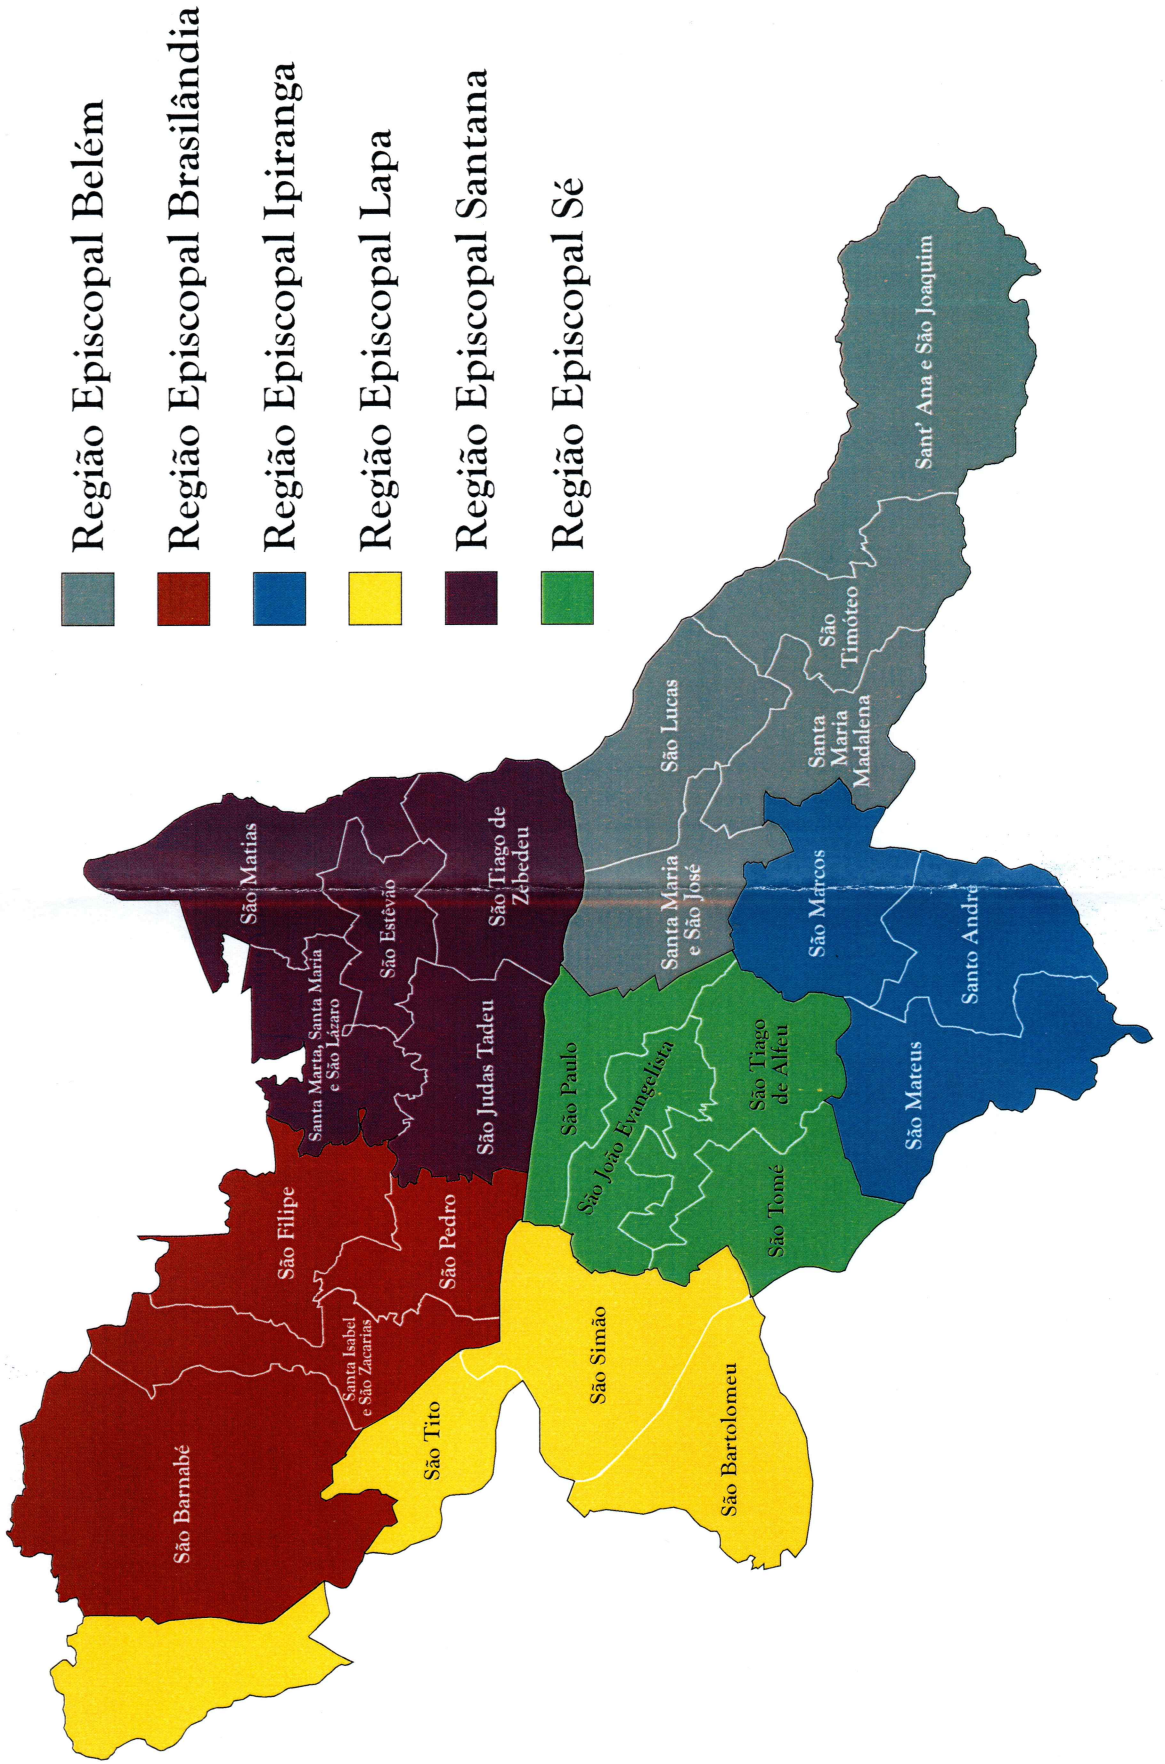 Região Episcopal Belém
Região Episcopal Brasilândia
Região Episcopal Ipiranga
Região Episcopal Lapa
Região Episcopal Santana
Região Episcopal Sé
São Matias
Santa Marta, Santa Maria
e São Lázaro
São Estêvão
São Tiago de
Zebedeu
São Judas Tadeu
São Filipe
São Pedro
Santa Isabel
e São Zacarias
São Barnabé
São Tito
São Simão
São Bartolomeu
São Paulo
São João Evangelista
São Tiago
de Alfeu
São Tomé
São Lucas
Santa Maria
e São José
Santa
Maria
Madalena
São
Timóteo
Sant' Ana e São Joaquim
São Marcos
Santo André
São Mateus